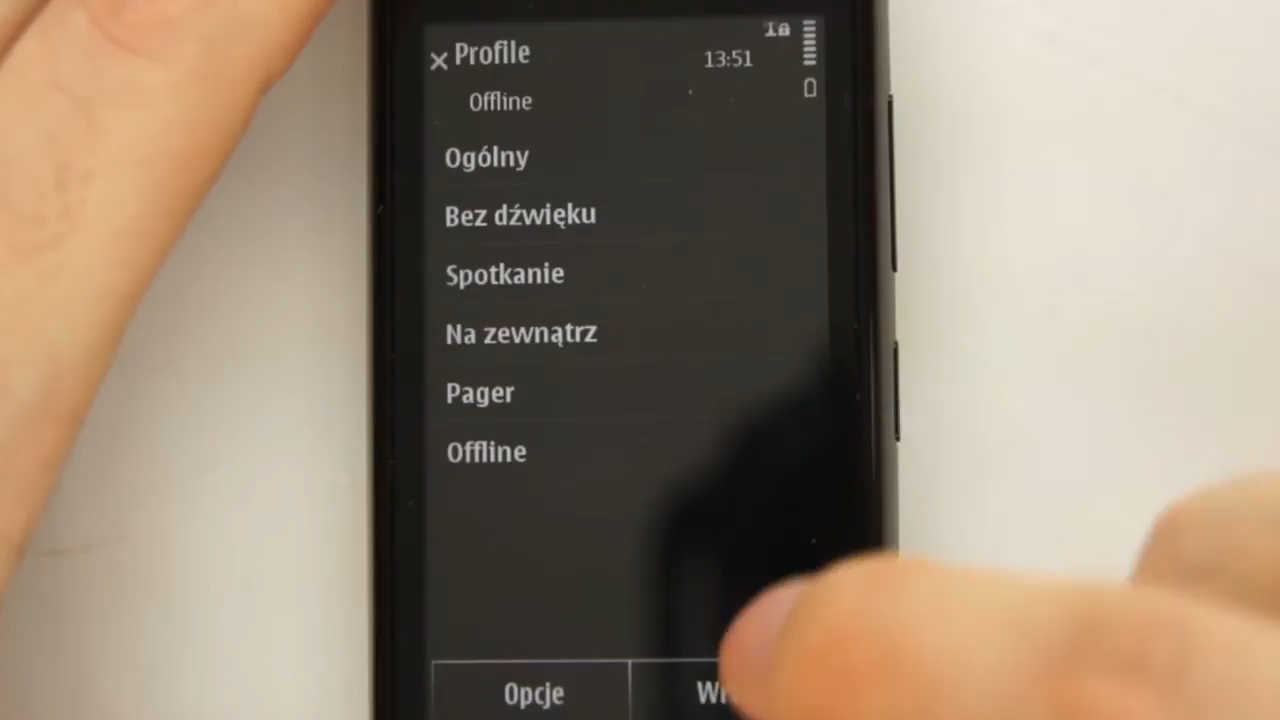 Profile
13:51
Offline
Ogólny
Bez dźwięku
Spotkanie
Na zewnątrz
Pager
Offline
Opcje